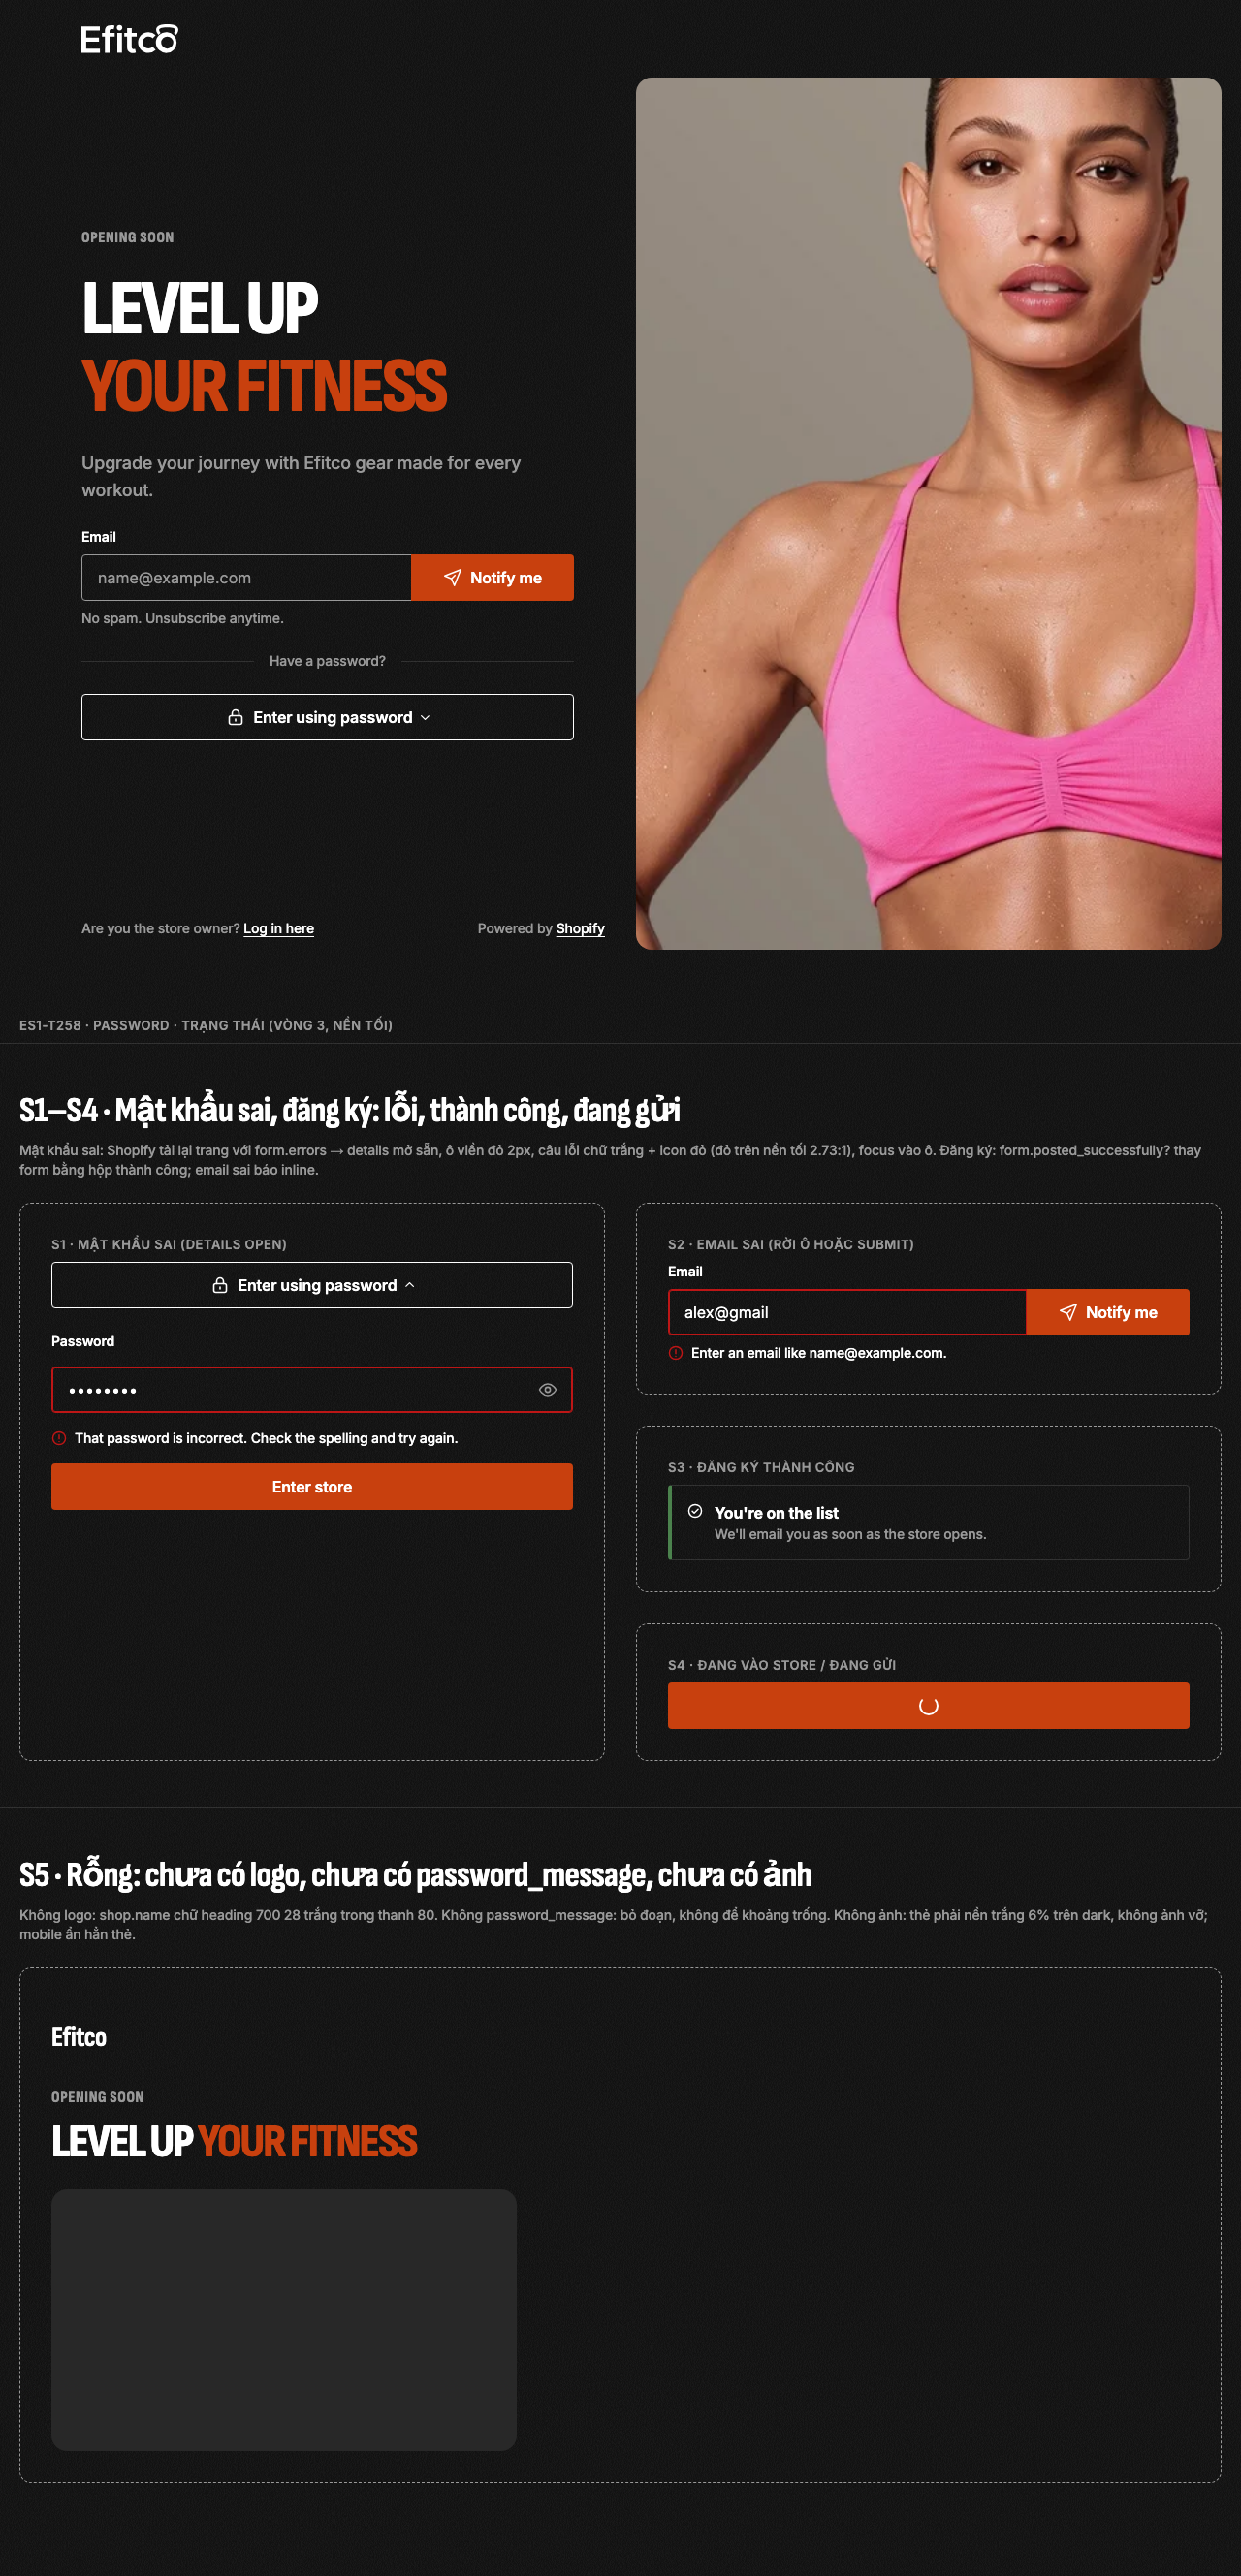 Efitco
OPENING SOON
LEVEL UP
YOUR FITNESS
Upgrade your journey with Efitco gear made for every
workout.
Email
name@example.com
Notify me
No spam. Unsubscribe anytime.
Have a password?
Enter using password
Are you the store owner? Log in here
Powered by Shopify
ES1-T258 · PASSWORD · TRẠNG THÁI (VÒNG 3, NỀN TỐI)
S1–S4 · Mật khẩu sai, đăng ký: lỗi, thành công, đang gửi
Mật khẩu sai: Shopify tải lại trang với form.errors → details mở sẵn, ô viền đỏ 2px, câu lỗi chữ trắng + icon đỏ (đỏ trên nền tối 2.73:1), focus vào ô. Đăng ký: form.posted_successfully? thay
form bằng hộp thành công; email sai báo inline.
S1 · MẬT KHẨU SAI (DETAILS OPEN)
Enter using password
Password
••••••••
That password is incorrect. Check the spelling and try again.
Enter store
S2 · EMAIL SAI (RỜI Ô HOẶC SUBMIT)
Email
alex@gmail
Notify me
Enter an email like name@example.com.
S3 · ĐĂNG KÝ THÀNH CÔNG
You're on the list
We'll email you as soon as the store opens.
S4 · ĐANG VÀO STORE / ĐANG GỬI
S5 · Rỗng: chưa có logo, chưa có password_message, chưa có ảnh
Không logo: shop.name chữ heading 700 28 trắng trong thanh 80. Không password_message: bỏ đoạn, không để khoảng trống. Không ảnh: thẻ phải nền trắng 6% trên dark, không ảnh vỡ;
mobile ẩn hẳn thẻ.
Efitco
OPENING SOON
LEVEL UP YOUR FITNESS